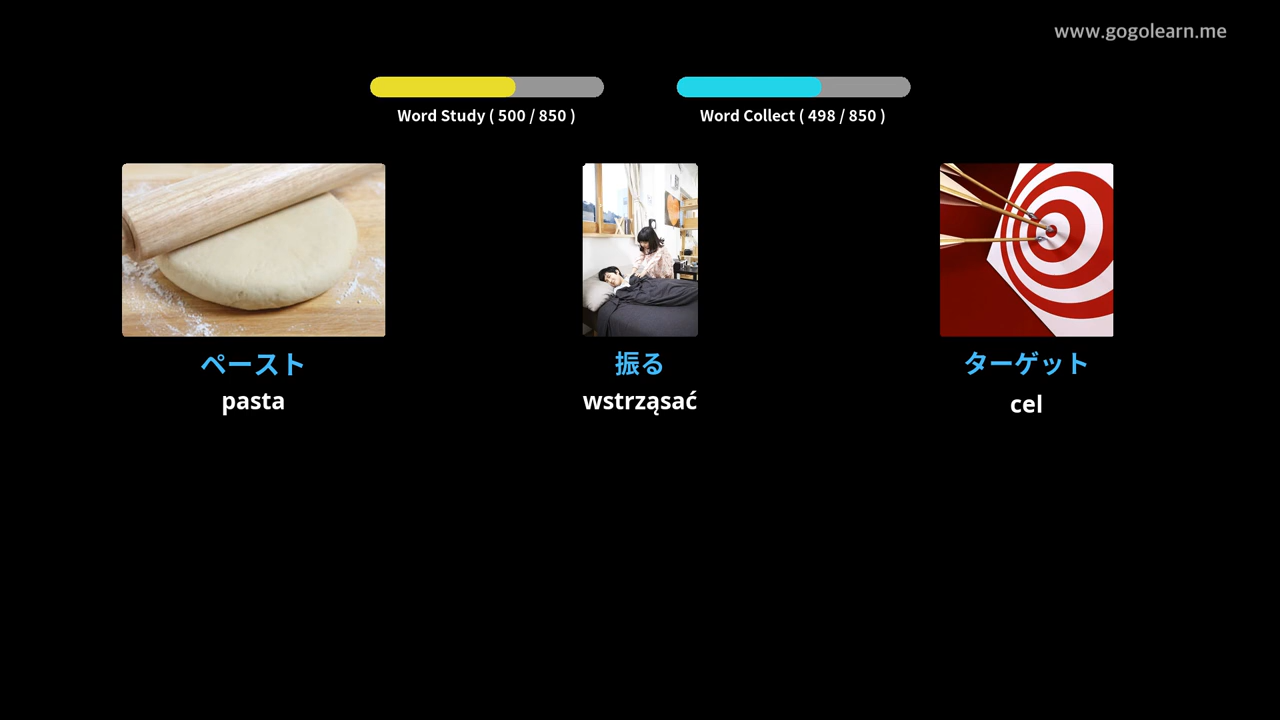 www.gogolearn.me
Word Study ( 500 / 850 )
Word Collect ( 498 / 850 )
ペースト
pasta
振る
wstrząsać
ターゲット
cel